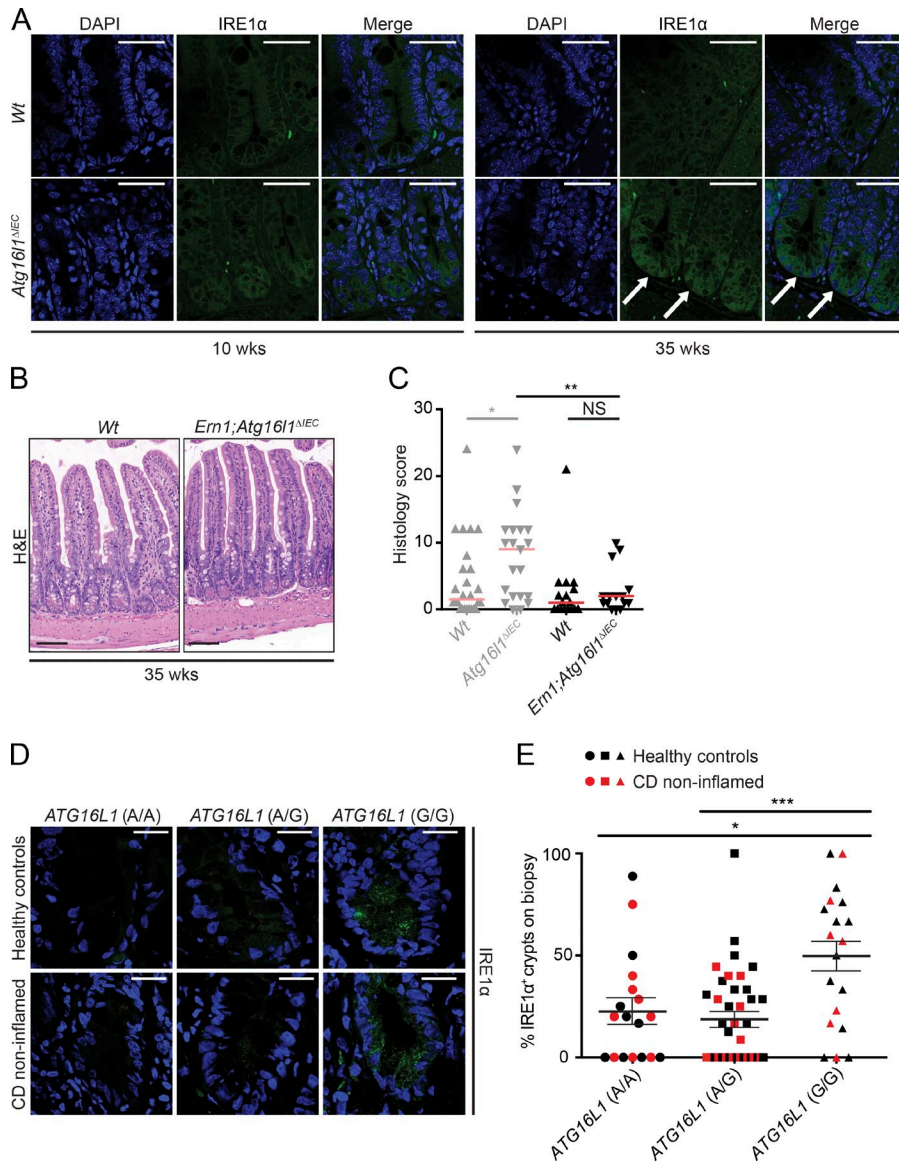 A
DAPI IRE1α Merge DAPI IRE1α Merge
Wt
Atg16l1ΔIEC
10 wks 35 wks
B
Wt Ern1;Atg16l1ΔIEC
H&E
35 wks
C
**
* NS
30
20
10
0
Histology score
Wt
Atg16l1ΔIEC
Wt
Ern1;Atg16l1ΔIEC
D
ATG16L1 (A/A) ATG16L1 (A/G) ATG16L1 (G/G)
Healthy controls
CD non-inflamed
IRE1α
E
Healthy controls
CD non-inflamed
***
*
100
50
0
% IRE1α+ crypts on biopsy
ATG16L1 (A/A)
ATG16L1 (A/G)
ATG16L1 (G/G)